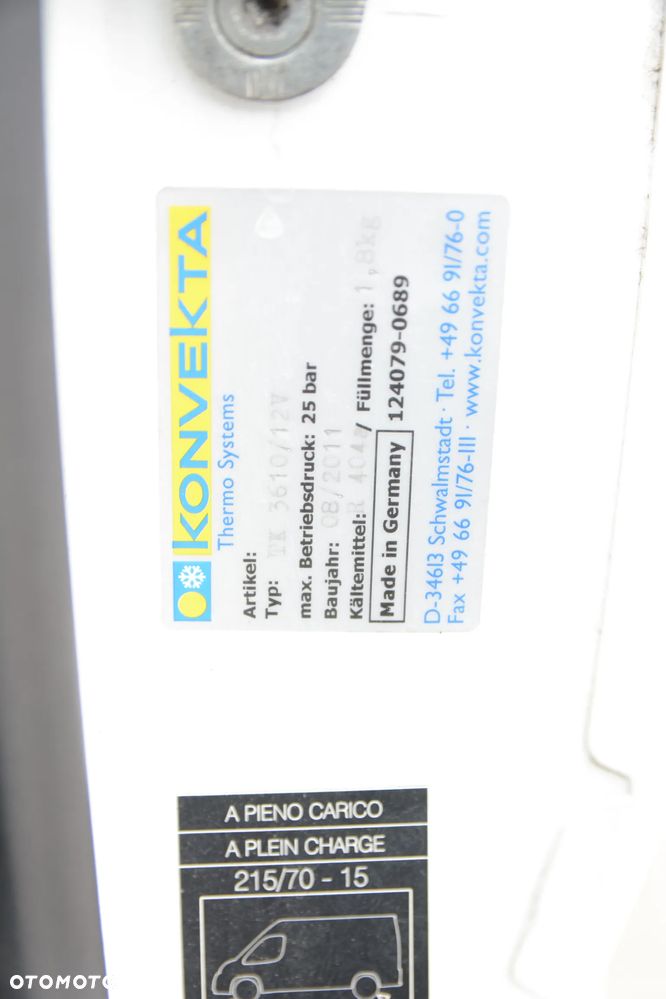 KONVEKTA
Thermo Systems
Artikel:
Typ: TK 3610/12V
max. Betriebsdruck: 25 bar
Baujahr: 08/2011
Kältemittel: R 404a/ Füllmenge: 1,8kg
Made in Germany 124079-0689
D-34613 Schwalmstadt · Tel. +49 66 91/76-0
Fax +49 66 91/76-111 · www.konvekta.com
A PIENO CARICO
A PLEIN CHARGE
215/70 - 15
OTOMOTO